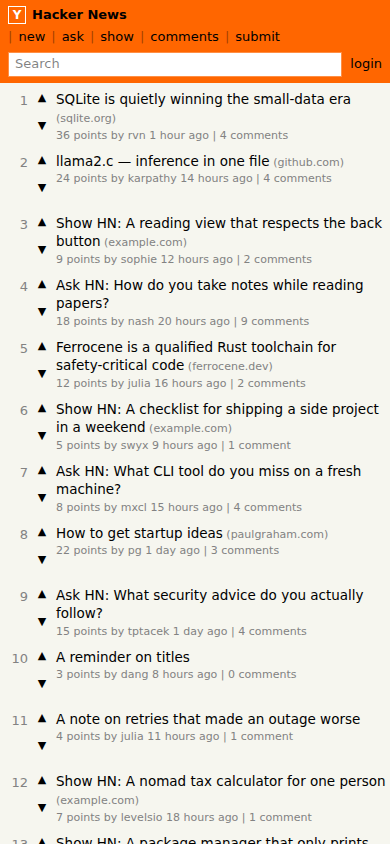 Y Hacker News
| new | ask | show | comments | submit
Search login
1 ▲ SQLite is quietly winning the small-data era
(sqlite.org)
▼
36 points by rvn 1 hour ago | 4 comments
2 ▲ llama2.c — inference in one file (github.com)
24 points by karpathy 14 hours ago | 4 comments
▼
3 ▲ Show HN: A reading view that respects the back
▼ button (example.com)
9 points by sophie 12 hours ago | 2 comments
4 ▲ Ask HN: How do you take notes while reading
▼ papers?
18 points by nash 20 hours ago | 9 comments
5 ▲ Ferrocene is a qualified Rust toolchain for
▼ safety-critical code (ferrocene.dev)
12 points by julia 16 hours ago | 2 comments
6 ▲ Show HN: A checklist for shipping a side project
▼ in a weekend (example.com)
5 points by swyx 9 hours ago | 1 comment
7 ▲ Ask HN: What CLI tool do you miss on a fresh
▼ machine?
8 points by mxcl 15 hours ago | 4 comments
8 ▲ How to get startup ideas (paulgraham.com)
22 points by pg 1 day ago | 3 comments
▼
9 ▲ Ask HN: What security advice do you actually
▼ follow?
15 points by tptacek 1 day ago | 4 comments
10 ▲ A reminder on titles
3 points by dang 8 hours ago | 0 comments
▼
11 ▲ A note on retries that made an outage worse
4 points by julia 11 hours ago | 1 comment
▼
12 ▲ Show HN: A nomad tax calculator for one person
(example.com)
▼
7 points by levelsio 18 hours ago | 1 comment
13 ▲ Show HN: A package manager that only prints